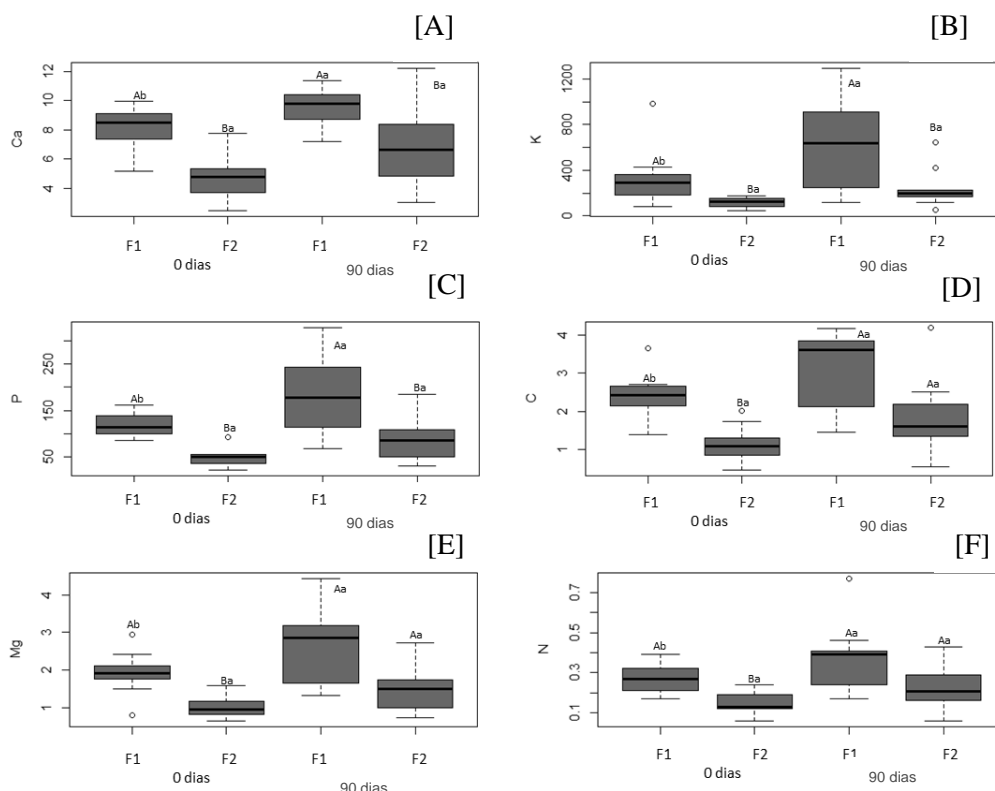 [A]
Ca
4 6 8 10 12
Ab
Ba
Aa
Ba
F1 F2 F1 F2
0 dias 90 dias
[B]
K
0 400 800 1200
Ab
Ba
Aa
Ba
F1 F2 F1 F2
0 dias 90 dias
[C]
P
50 150 250
Ab
Ba
Aa
Ba
F1 F2 F1 F2
0 dias 90 dias
[D]
C
1 2 3 4
Ab
Ba
Aa
Aa
F1 F2 F1 F2
0 dias 90 dias
[E]
Mg
1 2 3 4
Ab
Ba
Aa
Aa
F1 F2 F1 F2
0 dias 90 dias
[F]
N
0.1 0.3 0.5 0.7
Ab
Ba
Aa
Aa
F1 F2 F1 F2
0 dias 90 dias